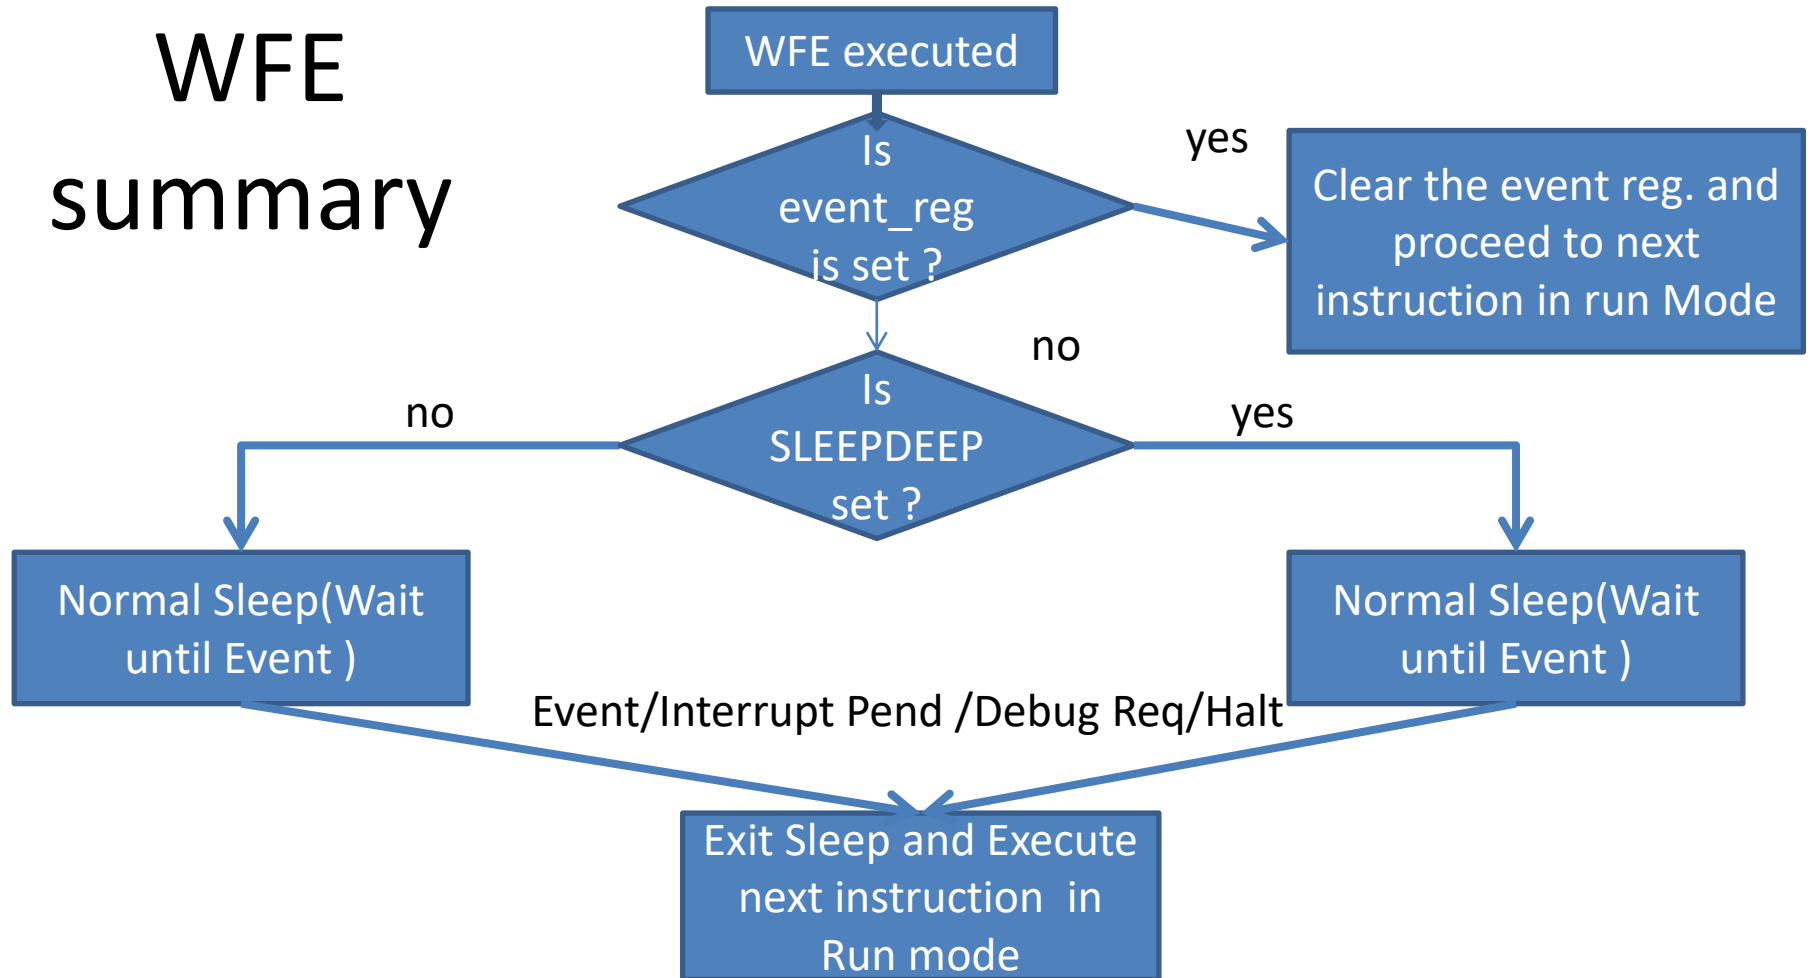 WFE
summary
WFE executed
Is
event_reg
is set ?
yes
Clear the event reg. and
proceed to next
instruction in run Mode
no
Is
SLEEPDEEP
set ?
no
yes
Normal Sleep(Wait
until Event )
Normal Sleep(Wait
until Event )
Event/Interrupt Pend /Debug Req/Halt
Exit Sleep and Execute
next instruction  in
Run mode